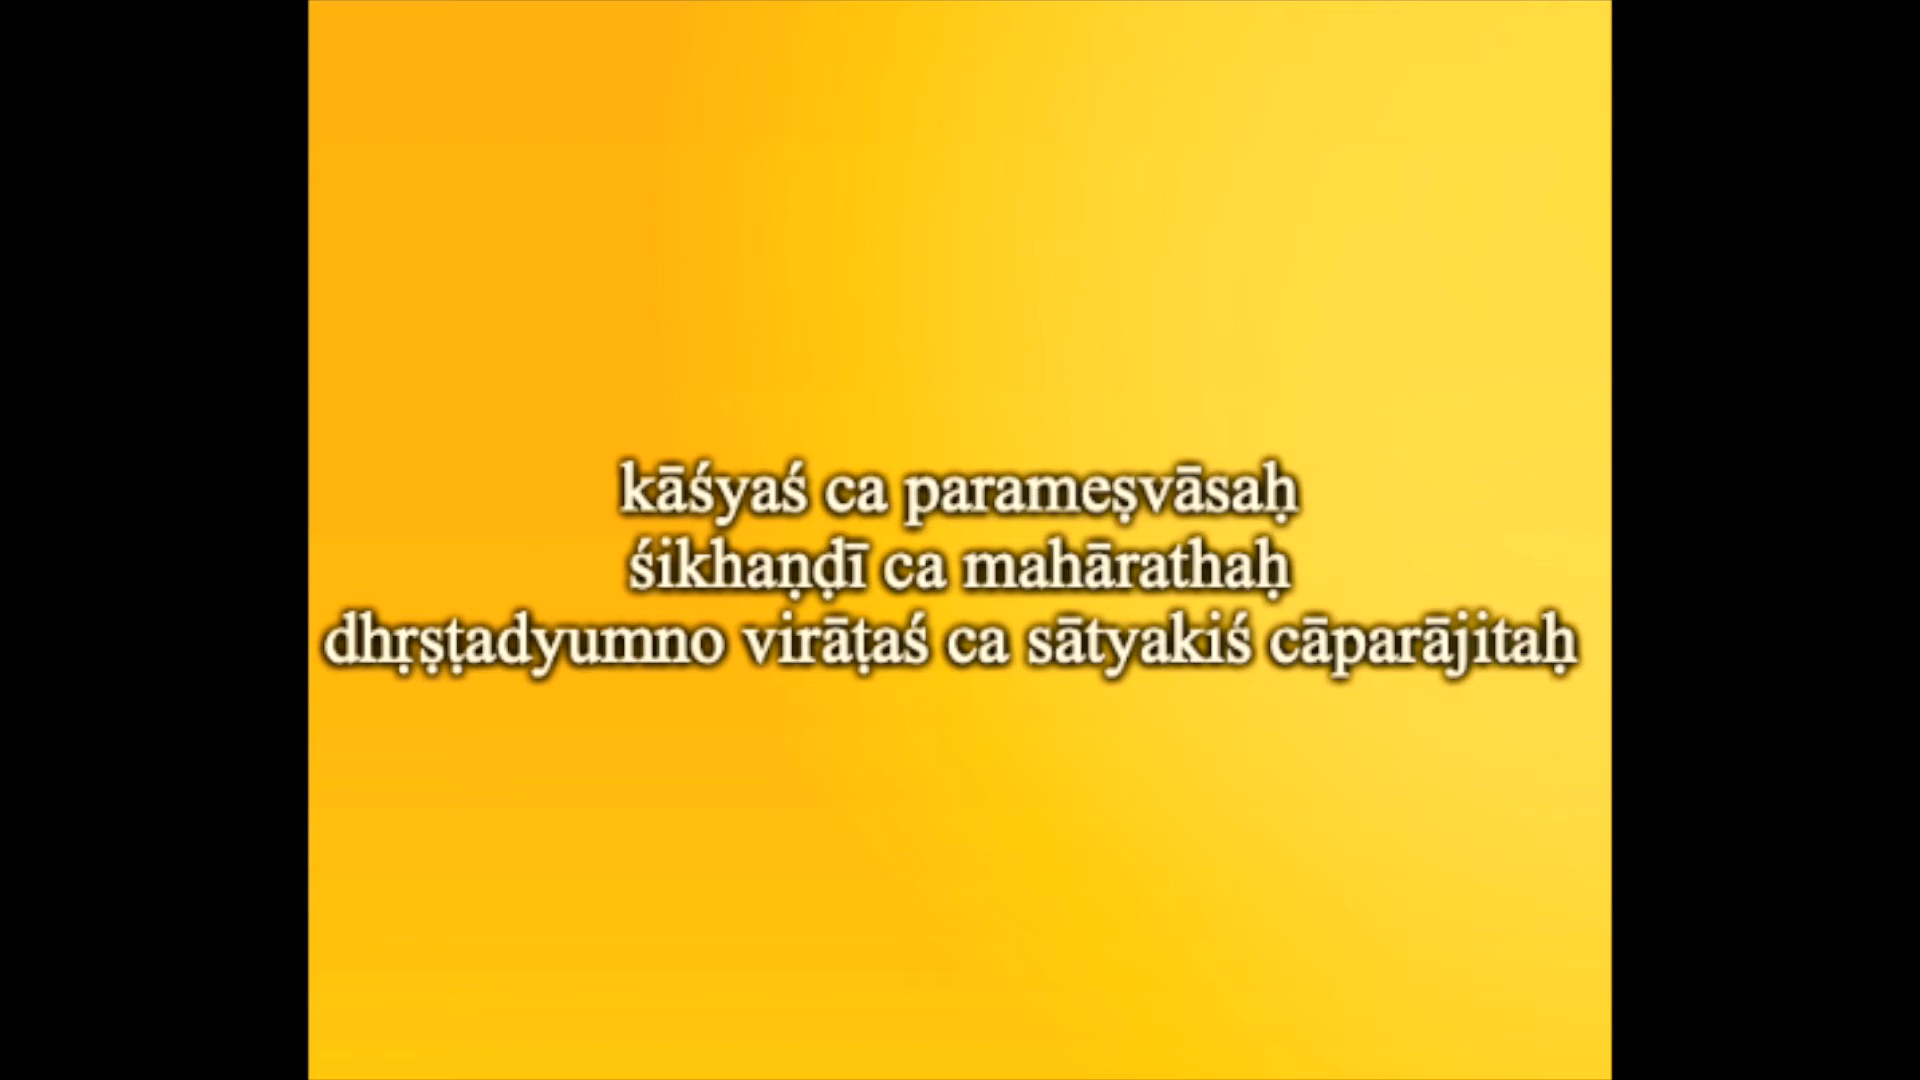 kāśyaś ca parameṣvāsaḥ
śikhaṇḍī ca mahārathaḥ
dhṛṣṭadyumno virāṭaś ca sātyakiś cāparājitaḥ